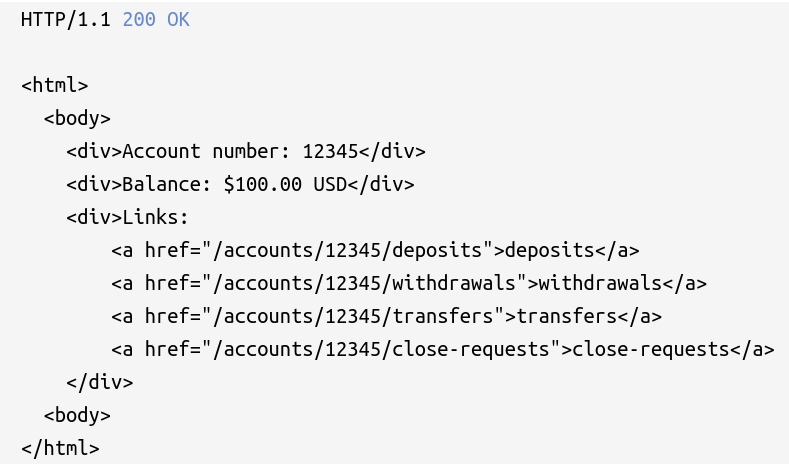 HTTP/1.1 200 OK

<html>
  <body>
    <div>Account number: 12345</div>
    <div>Balance: $100.00 USD</div>
    <div>Links:
        <a href="/accounts/12345/deposits">deposits</a>
        <a href="/accounts/12345/withdrawals">withdrawals</a>
        <a href="/accounts/12345/transfers">transfers</a>
        <a href="/accounts/12345/close-requests">close-requests</a>
    </div>
  <body>
</html>